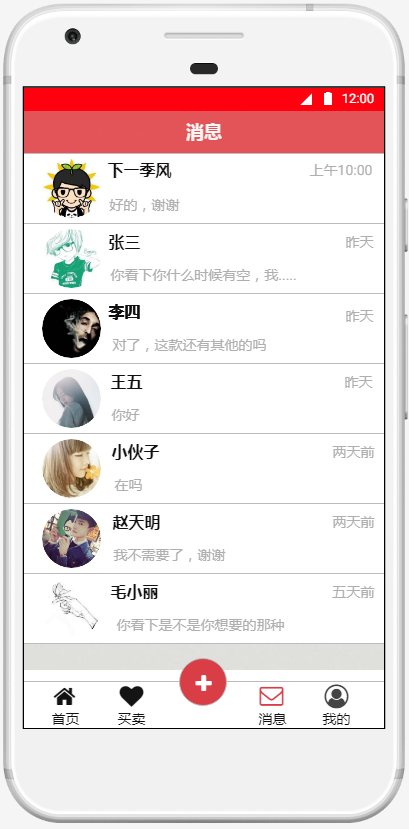 12:00
消息
下一季风
上午10:00
好的，谢谢
张三
昨天
你看下你什么时候有空，我.....
李四
昨天
对了，这款还有其他的吗
王五
昨天
你好
小伙子
两天前
在吗
赵天明
两天前
我不需要了，谢谢
毛小丽
五天前
你看下是不是你想要的那种
首页
买卖
消息
我的